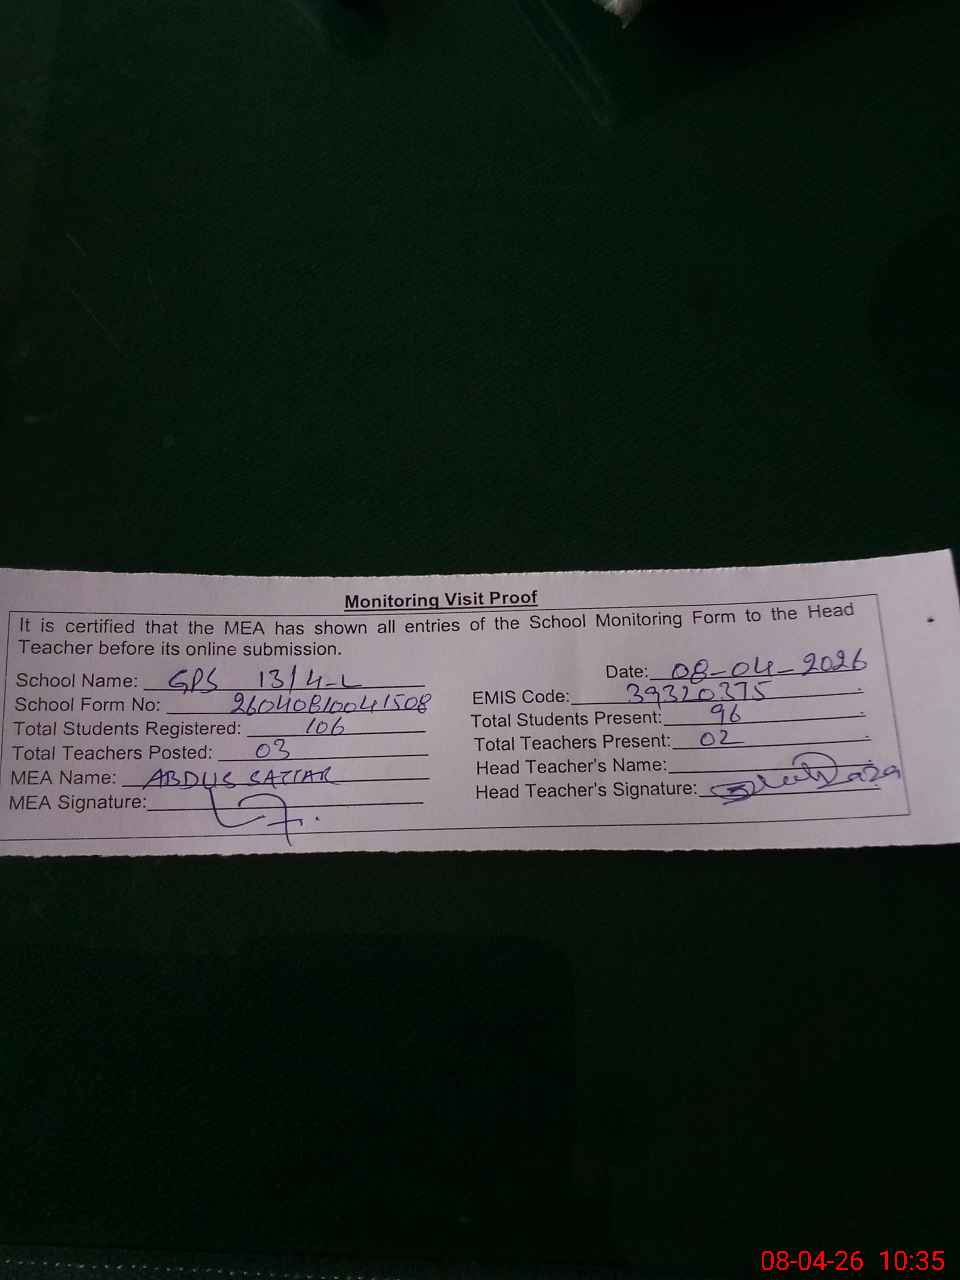 Monitoring Visit Proof
It is certified that the MEA has shown all entries of the School Monitoring Form to the Head
Teacher before its online submission.
School Name: GPS 13/4-L
Date: 08-04-2026
School Form No:
EMIS Code: 39320375
Total Students Registered: 106
Total Students Present: 96
Total Teachers Posted: 03
Total Teachers Present: 02
MEA Name: ABDUS SATTAR
Head Teacher's Name:
MEA Signature:
Head Teacher's Signature:
08-04-26 10:35